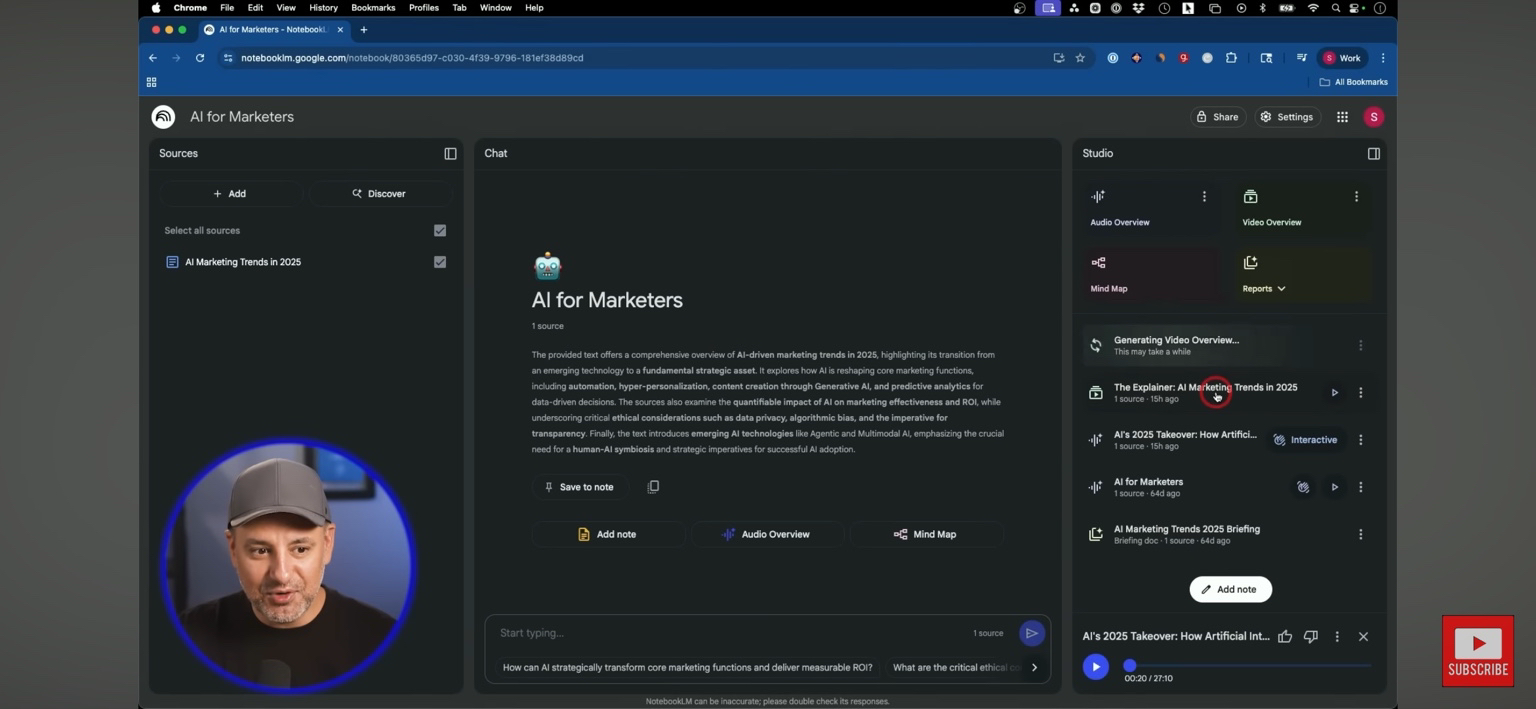 Chrome File Edit View History Bookmarks Profiles Tab Window Help
AI for Marketers - NotebookL
notebooklm.google.com/notebook/80365d97-c030-4f39-9796-181ef38d89cd
S Work
All Bookmarks
AI for Marketers
Share
Settings
S
Sources
+ Add
Discover
Select all sources
AI Marketing Trends in 2025
Chat
AI for Marketers
1 source
The provided text offers a comprehensive overview of AI-driven marketing trends in 2025, highlighting its transition from
an emerging technology to a fundamental strategic asset. It explores how AI is reshaping core marketing functions,
including automation, hyper-personalization, content creation through Generative AI, and predictive analytics for
data-driven decisions. The sources also examine the quantifiable impact of AI on marketing effectiveness and ROI, while
underscoring critical ethical considerations such as data privacy, algorithmic bias, and the imperative for
transparency. Finally, the text introduces emerging AI technologies like Agentic and Multimodal AI, emphasizing the crucial
need for a human-AI symbiosis and strategic imperatives for successful AI adoption.
Save to note
Add note
Audio Overview
Mind Map
Start typing...
1 source
How can AI strategically transform core marketing functions and deliver measurable ROI?
What are the critical ethical co
NotebookLM can be inaccurate; please double check its responses.
Studio
Audio Overview
Video Overview
Mind Map
Reports
Generating Video Overview...
This may take a while
The Explainer: AI Marketing Trends in 2025
1 source · 15h ago
AI's 2025 Takeover: How Artifici...
1 source · 15h ago
Interactive
AI for Marketers
1 source · 64d ago
AI Marketing Trends 2025 Briefing
Briefing doc · 1 source · 64d ago
Add note
AI's 2025 Takeover: How Artificial Int...
00:20 / 27:10
SUBSCRIBE